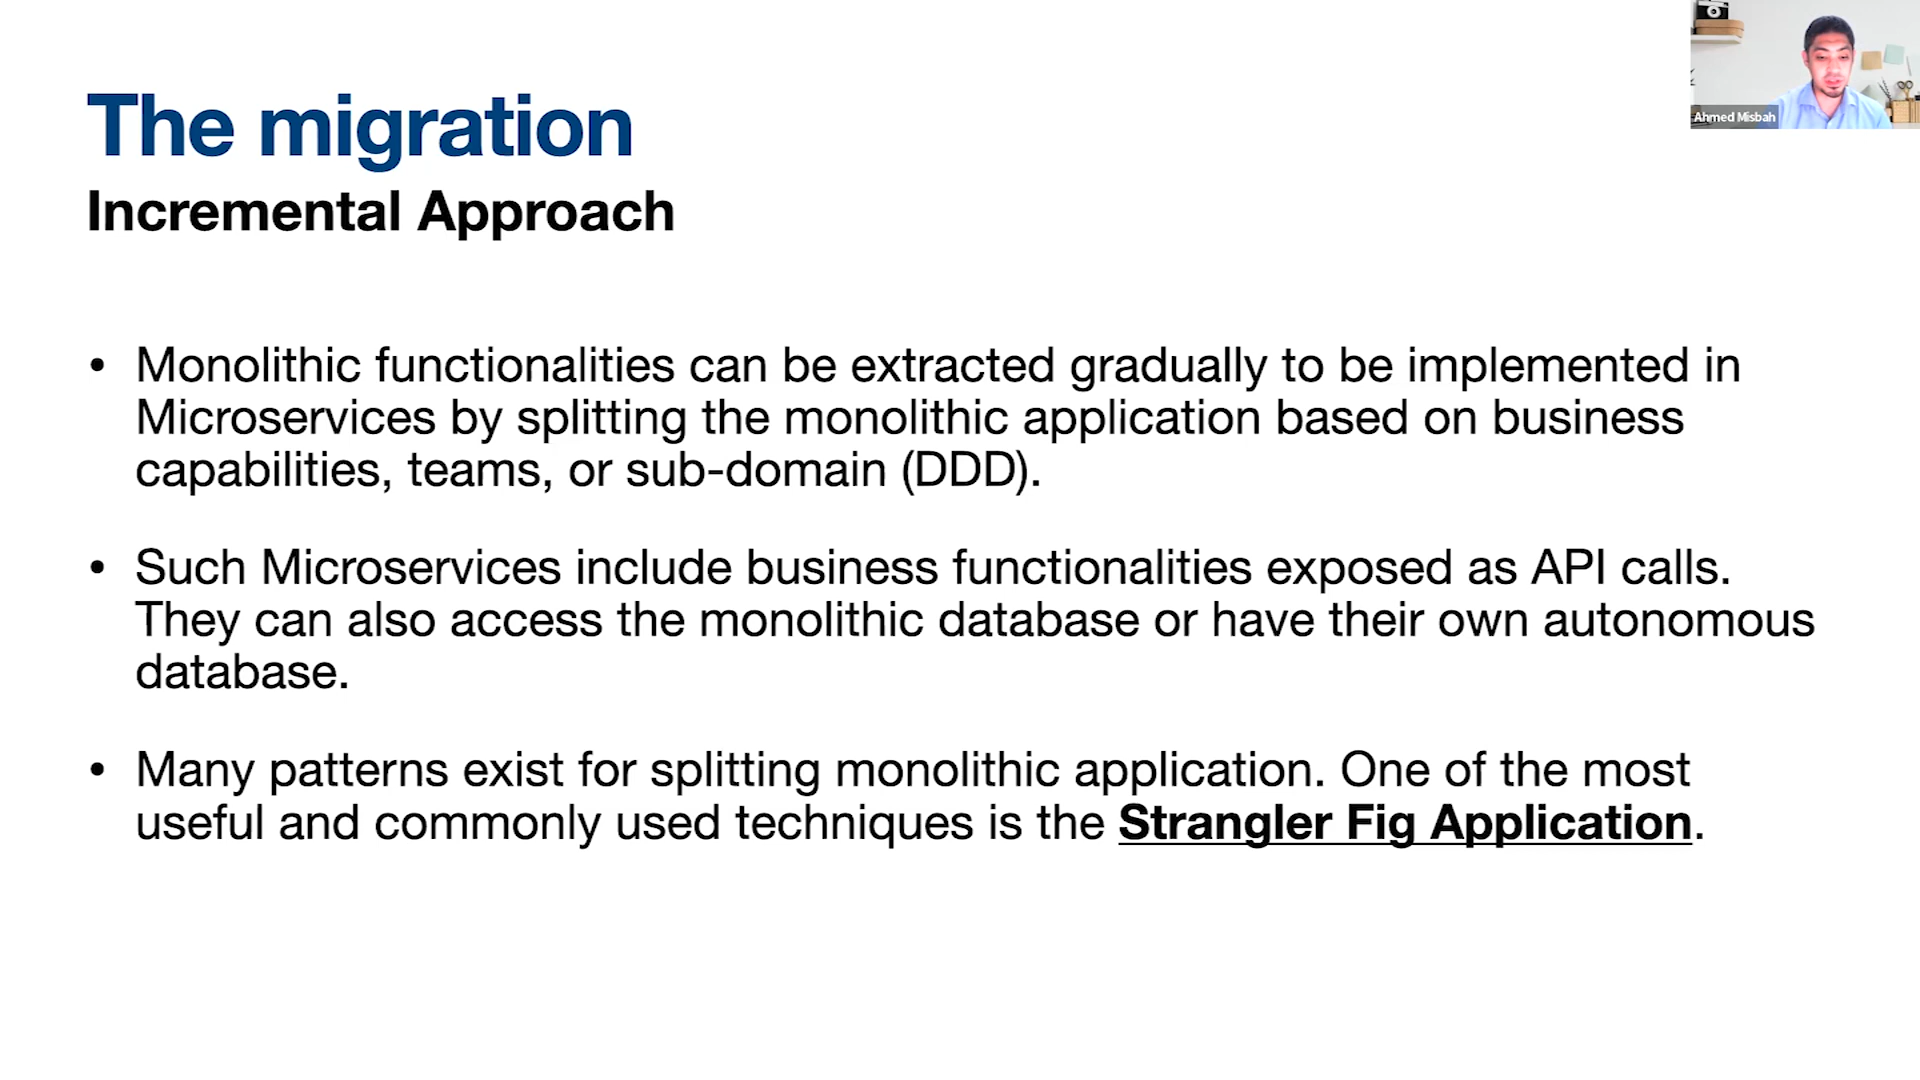 The migration
Incremental Approach
Ahmed Misbah
• Monolithic functionalities can be extracted gradually to be implemented in
Microservices by splitting the monolithic application based on business
capabilities, teams, or sub-domain (DDD).
• Such Microservices include business functionalities exposed as API calls.
They can also access the monolithic database or have their own autonomous
database.
• Many patterns exist for splitting monolithic application. One of the most
useful and commonly used techniques is the Strangler Fig Application.